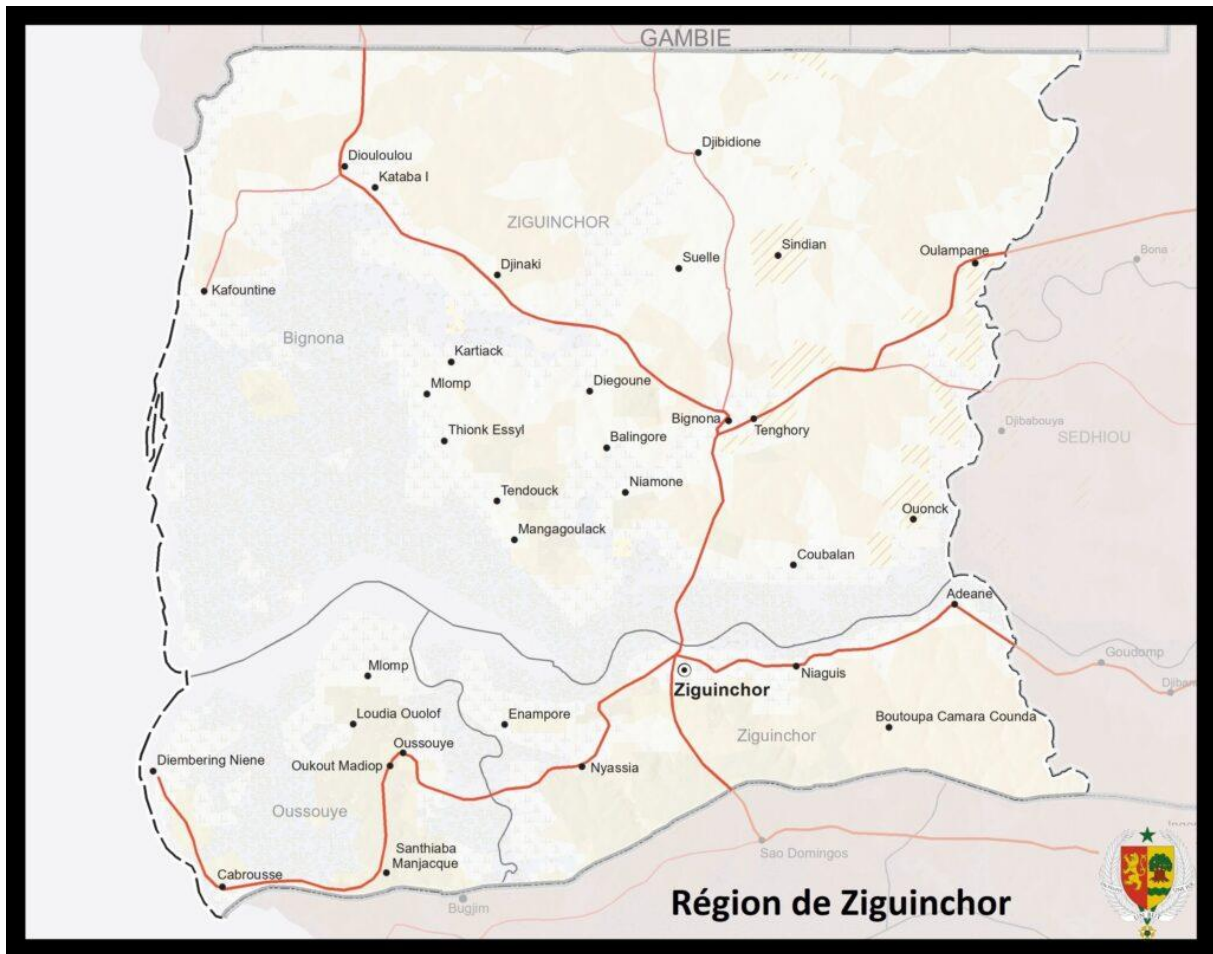 GAMBIE
Djibidione
Diouloulou
Kataba I
ZIGUINCHOR
Sindian
Oulampane
Bona
Suelle
Djinaki
Kafountine
Bignona
Kartiack
Mlomp
Diegoune
Bignona
Tenghory
Djibabouya
SEDHIOU
Thionk Essyl
Balingore
Niamone
Tendouck
Mangagoulack
Ouonck
Coubalan
Adeane
Goudomp
Mlomp
Niaguis
Ziguinchor
Loudia Ouolof
Enampore
Boutoupa Camara Counda
Ziguinchor
Oussouye
Diembering Niene
Oukout Madiop
Nyassia
Oussouye
Santhiaba
Manjacque
Sao Domingos
Cabrousse
Bugjim
Région de Ziguinchor